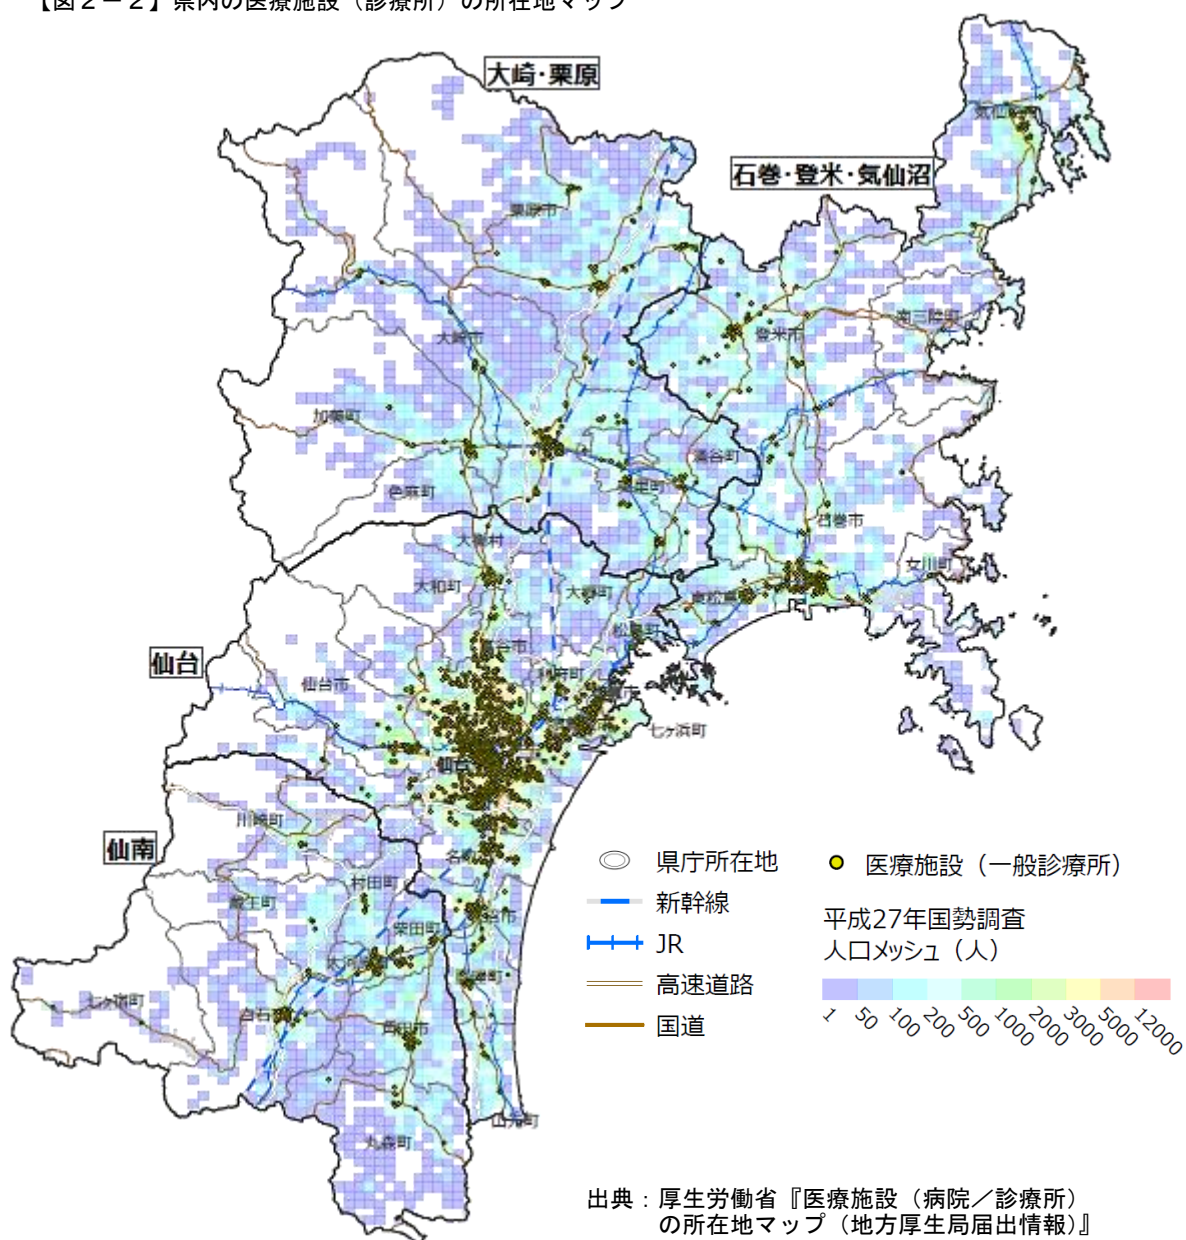 【図２－２】県内の医療施設（診療所）の所在地マップ
大崎・栗原
気仙沼市
石巻・登米・気仙沼
栗原市
南三陸町
大崎市
登米市
加美町
涌谷町
色麻町
美里町
石巻市
大衡村
女川町
大和町
大郷町
東松島市
松島町
富谷市
仙台
利府町
仙台市
七ヶ浜町
仙台
川崎町
仙南
名取市
村田町
蔵王町
岩沼市
柴田町
大河原町
亘理町
七ヶ宿町
白石市
角田市
山元町
丸森町
県庁所在地
医療施設（一般診療所）
新幹線
平成27年国勢調査
JR
人口メッシュ（人）
高速道路
国道
1 50 100 200 500 1000 2000 3000 5000 12000
出典：厚生労働省『医療施設（病院／診療所）
の所在地マップ（地方厚生局届出情報）』